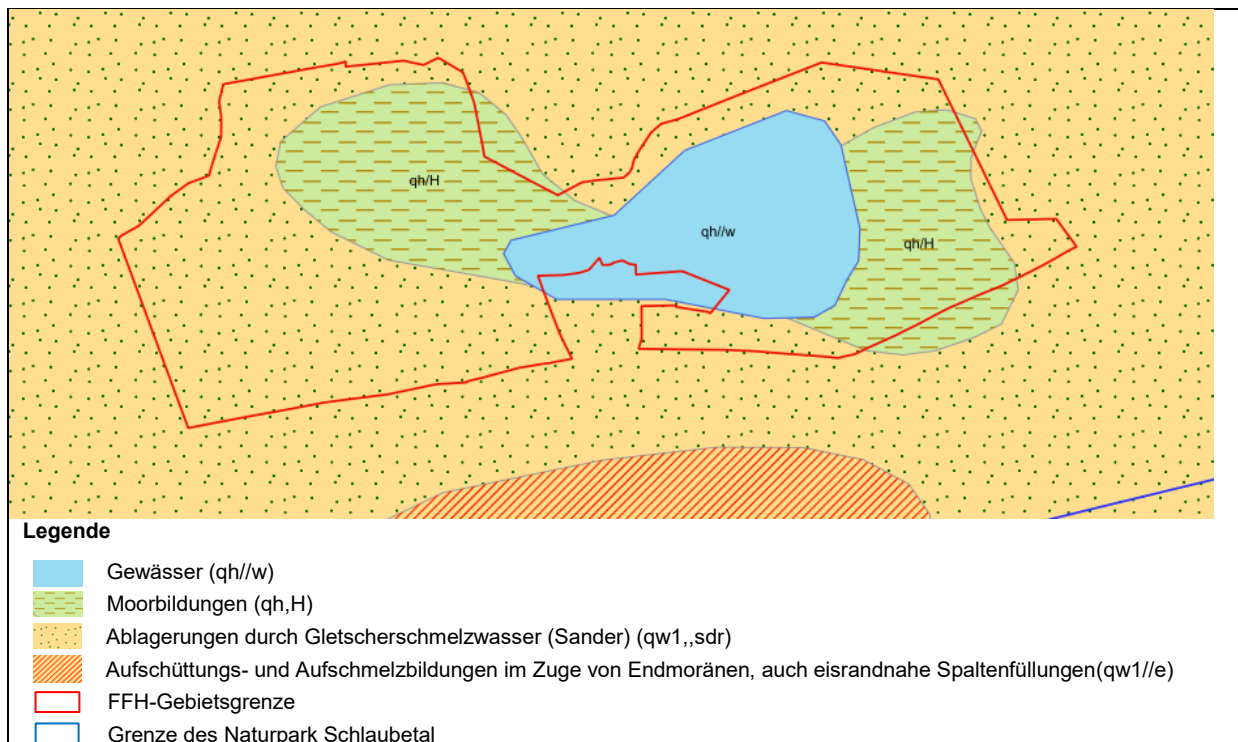 qh/H
qh//w
qh/H
Legende
Gewässer (qh//w)
Moorbildungen (qh,H)
Ablagerungen durch Gletscherschmelzwasser (Sander) (qw1,,sdr)
Aufschüttungs- und Aufschmelzbildungen im Zuge von Endmoränen, auch eisrandnahe Spaltenfüllungen(qw1//e)
FFH-Gebietsgrenze
Grenze des Naturpark Schlaubetal